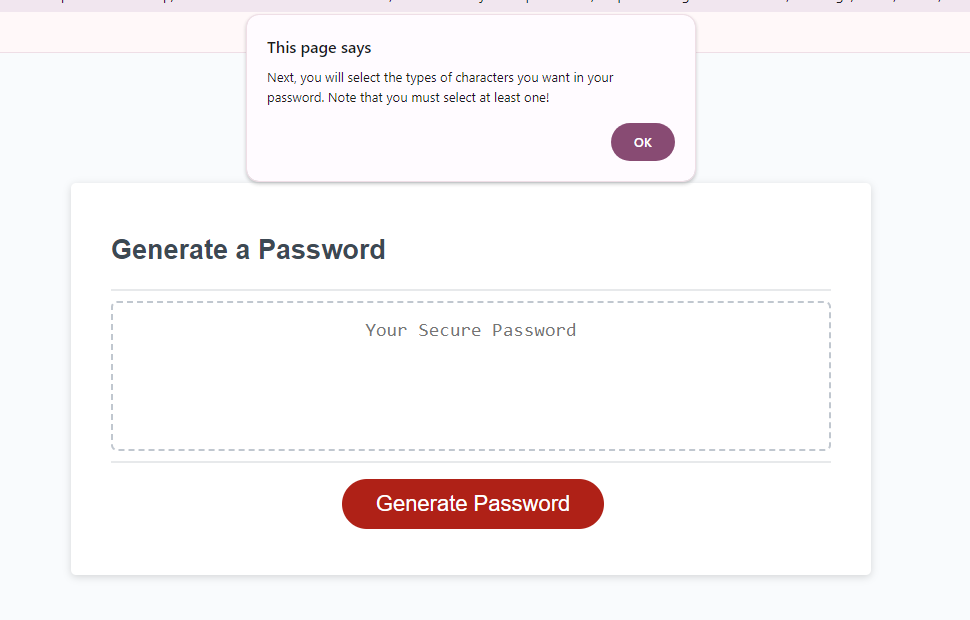 This page says
Next, you will select the types of characters you want in your
password. Note that you must select at least one!
OK
Generate a Password
Your Secure Password
Generate Password